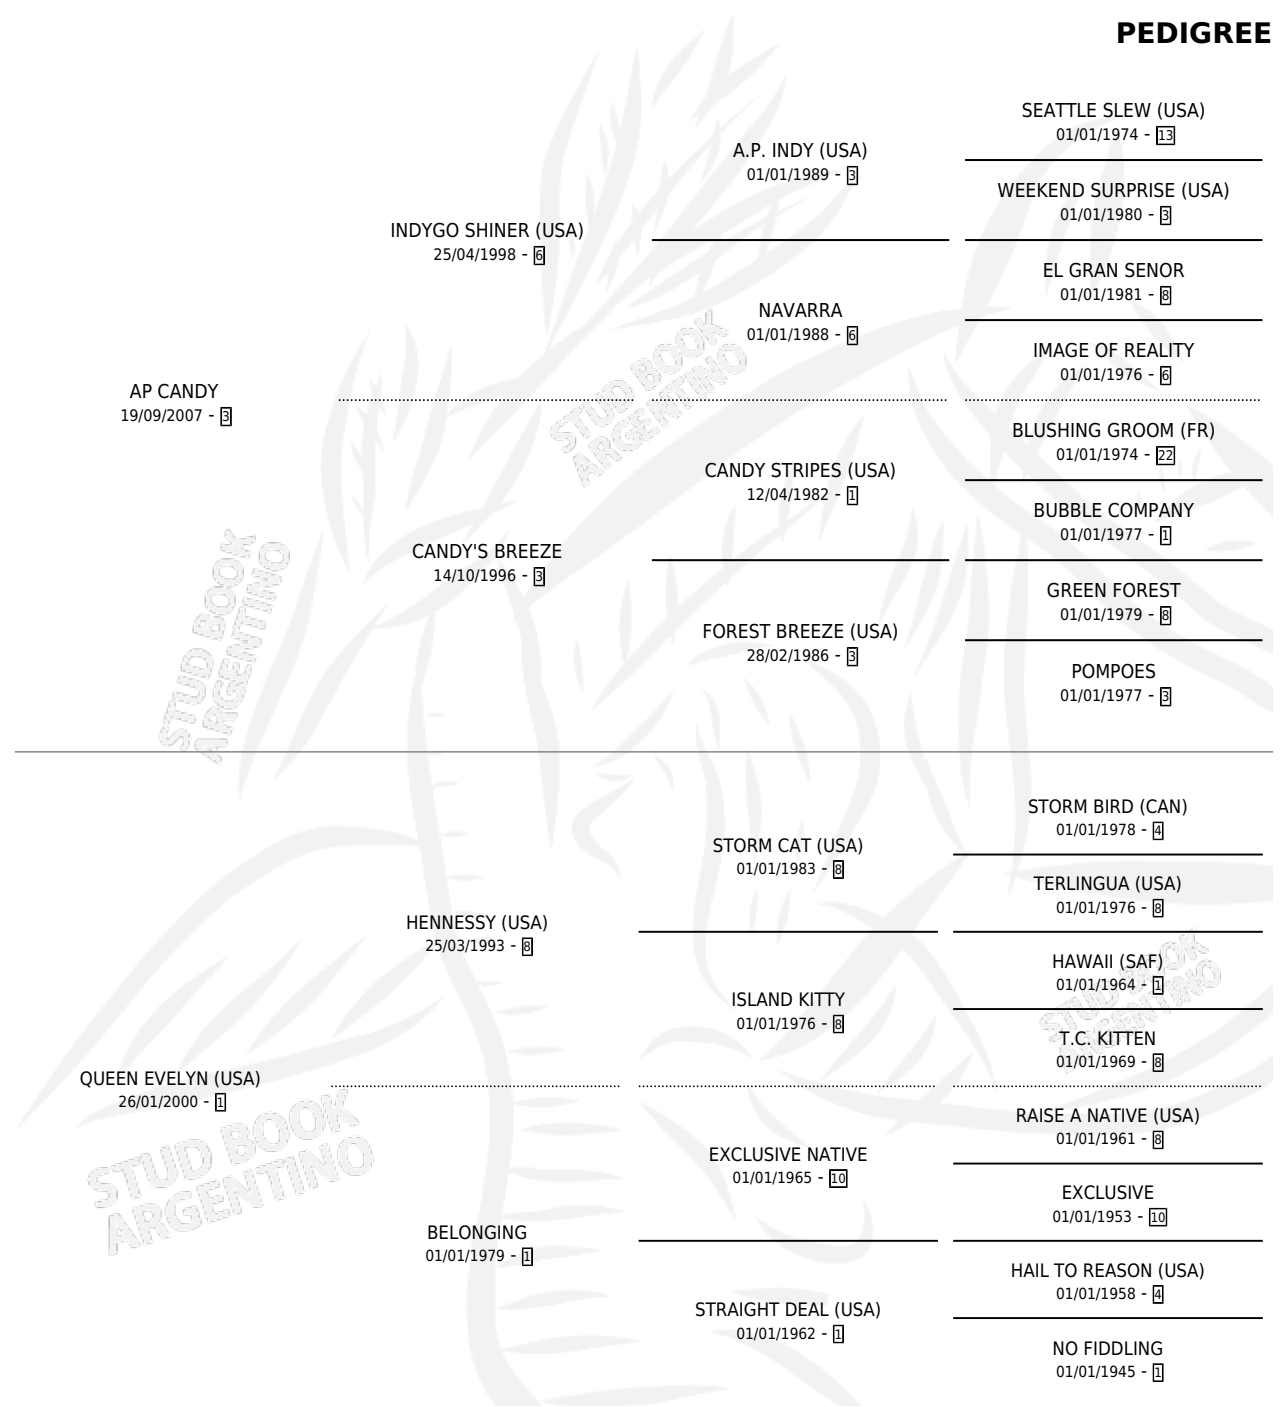 PEDIGREE
SEATTLE SLEW (USA)
01/01/1974 - 13
A.P. INDY (USA)
01/01/1989 - 3
WEEKEND SURPRISE (USA)
01/01/1980 - 3
INDYGO SHINER (USA)
25/04/1998 - 6
EL GRAN SENOR
01/01/1981 - 8
NAVARRA
01/01/1988 - 6
IMAGE OF REALITY
01/01/1976 - 6
AP CANDY
19/09/2007 - 3
BLUSHING GROOM (FR)
01/01/1974 - 22
CANDY STRIPES (USA)
12/04/1982 - 1
BUBBLE COMPANY
01/01/1977 - 1
CANDY'S BREEZE
14/10/1996 - 3
GREEN FOREST
01/01/1979 - 8
FOREST BREEZE (USA)
28/02/1986 - 3
POMPOES
01/01/1977 - 3
STORM BIRD (CAN)
01/01/1978 - 4
STORM CAT (USA)
01/01/1983 - 8
TERLINGUA (USA)
01/01/1976 - 8
HENNESSY (USA)
25/03/1993 - 8
HAWAII (SAF)
01/01/1964 - 1
ISLAND KITTY
01/01/1976 - 8
T.C. KITTEN
01/01/1969 - 8
QUEEN EVELYN (USA)
26/01/2000 - 1
RAISE A NATIVE (USA)
01/01/1961 - 8
EXCLUSIVE NATIVE
01/01/1965 - 10
EXCLUSIVE
01/01/1953 - 10
BELONGING
01/01/1979 - 1
HAIL TO REASON (USA)
01/01/1958 - 4
STRAIGHT DEAL (USA)
01/01/1962 - 1
NO FIDDLING
01/01/1945 - 1
STUD BOOK
ARGENTINO
STUD BOOK
ARGENTINO
STUD BOOK
ARGENTINO
STUD BOOK
ARGENTINO